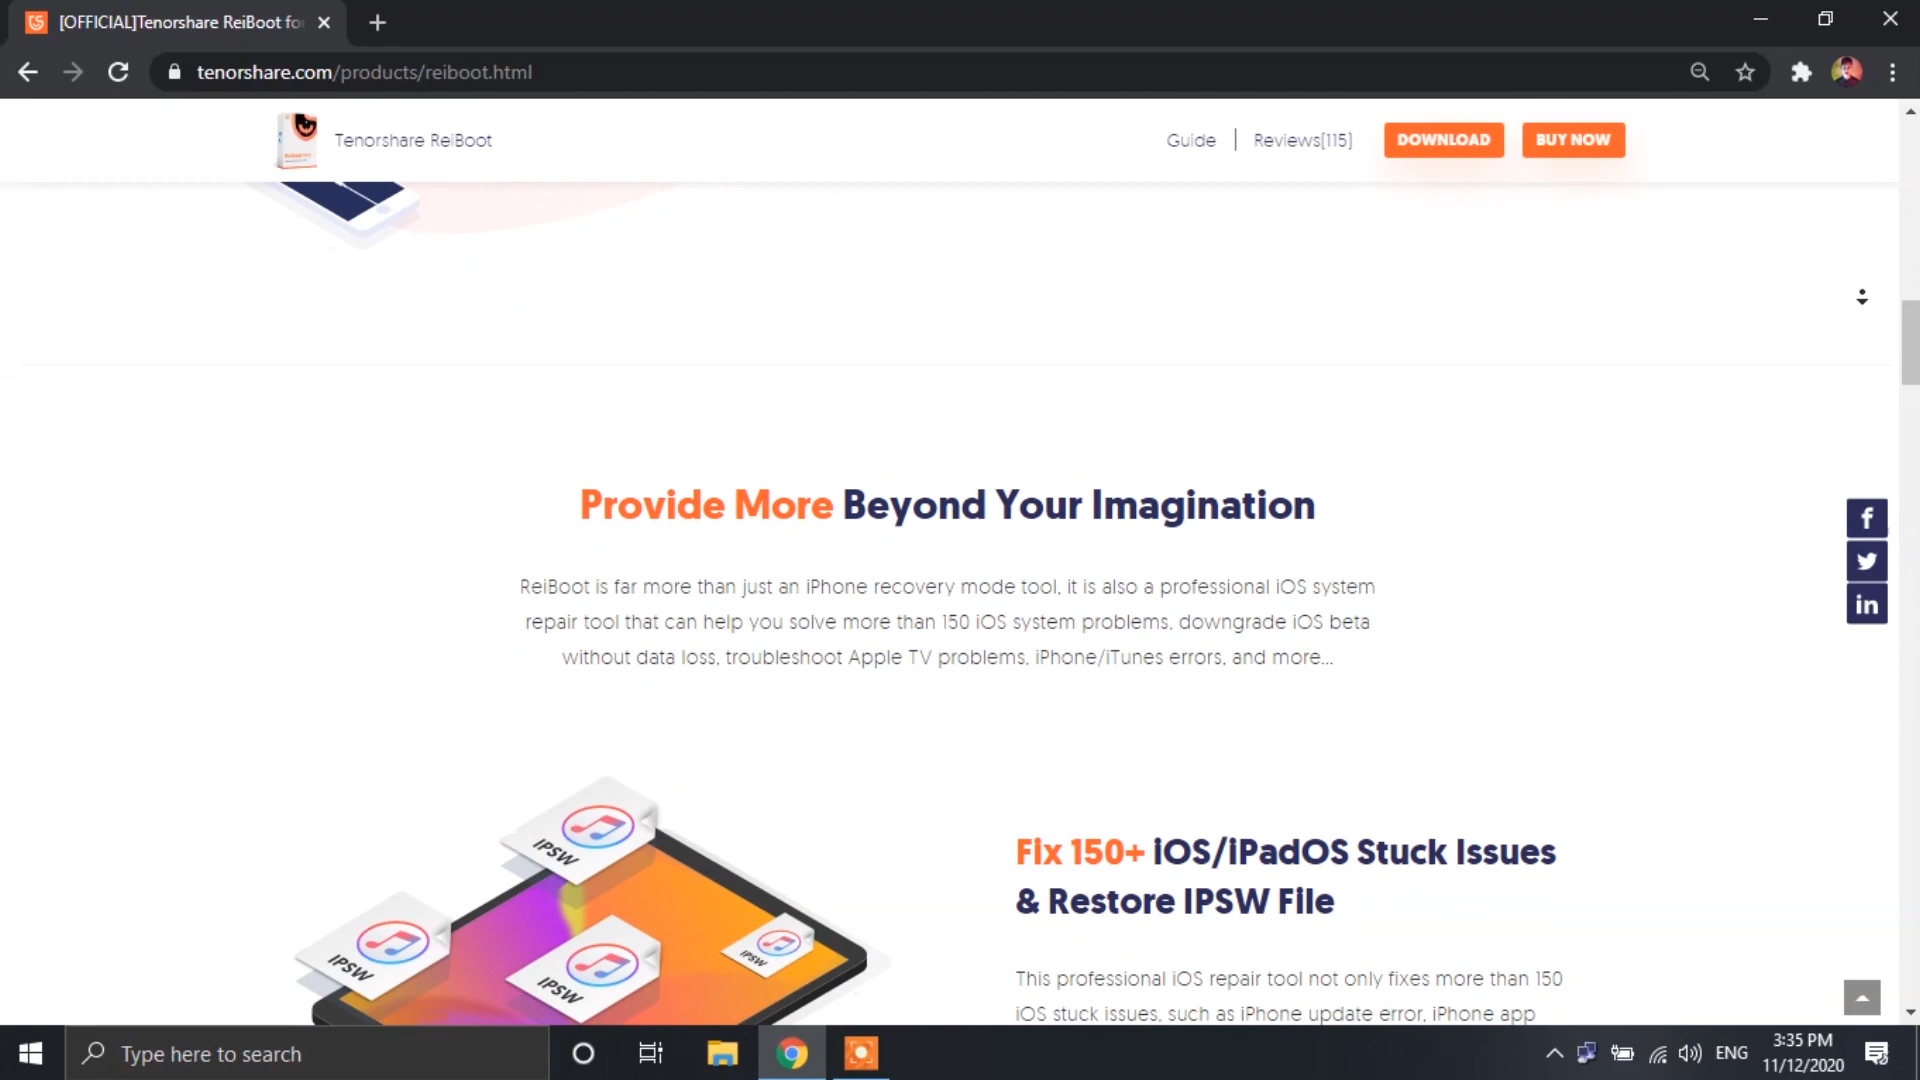 [OFFICIAL]Tenorshare ReiBoot fo
tenorshare.com/products/reiboot.html
Tenorshare ReiBoot
Guide
Reviews[115]
DOWNLOAD
BUY NOW
Provide More Beyond Your Imagination
ReiBoot is far more than just an iPhone recovery mode tool, it is also a professional iOS system
repair tool that can help you solve more than 150 iOS system problems, downgrade iOS beta
without data loss, troubleshoot Apple TV problems, iPhone/iTunes errors, and more...
IPSW
IPSW
IPSW
IPSW
Fix 150+ iOS/iPadOS Stuck Issues
& Restore IPSW File
This professional iOS repair tool not only fixes more than 150
iOS stuck issues, such as iPhone update error, iPhone app
Type here to search
ENG
3:35 PM
11/12/2020